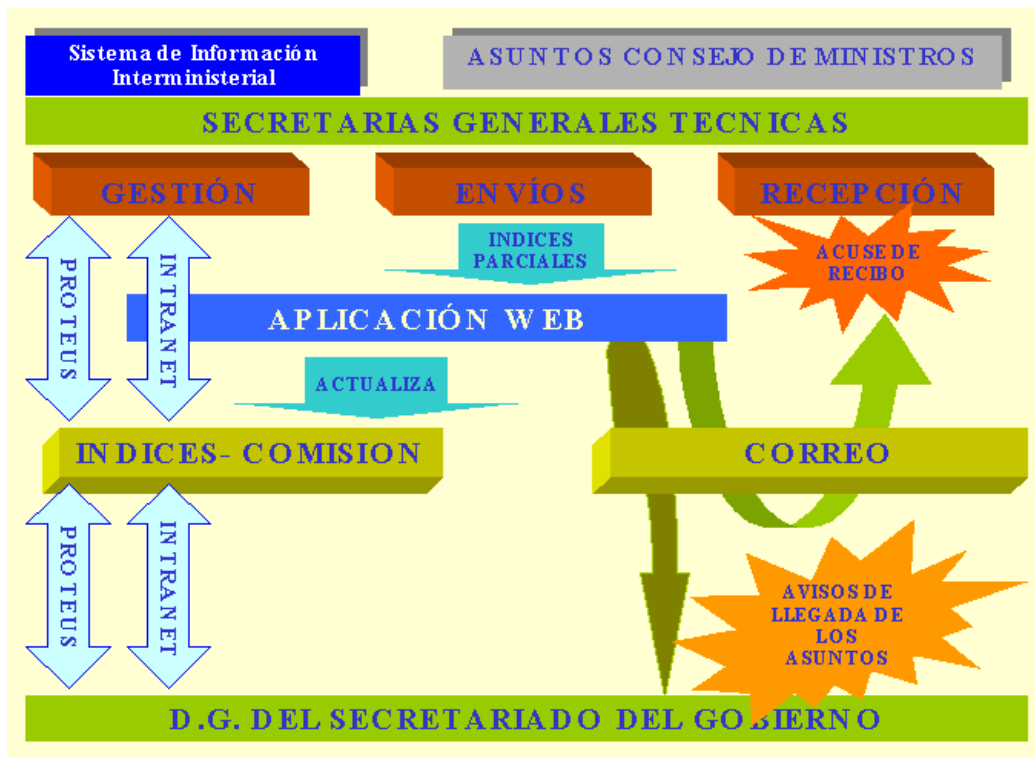 Sistema de Información
Interministerial
ASUNTOS CONSEJO DE MINISTROS
SECRETARIAS GENERALES TECNICAS
GESTIÓN
ENVÍOS
RECEPCIÓN
INDICES
PARCIALES
ACUSE DE
RECIBO
PROTEUS
INTRANET
APLICACIÓN WEB
ACTUALIZA
INDICES- COMISION
CORREO
PROTEUS
INTRANET
AVISOS DE
LLEGADA DE
LOS
ASUNTOS
D.G. DEL SECRETARIADO DEL GOBIERNO